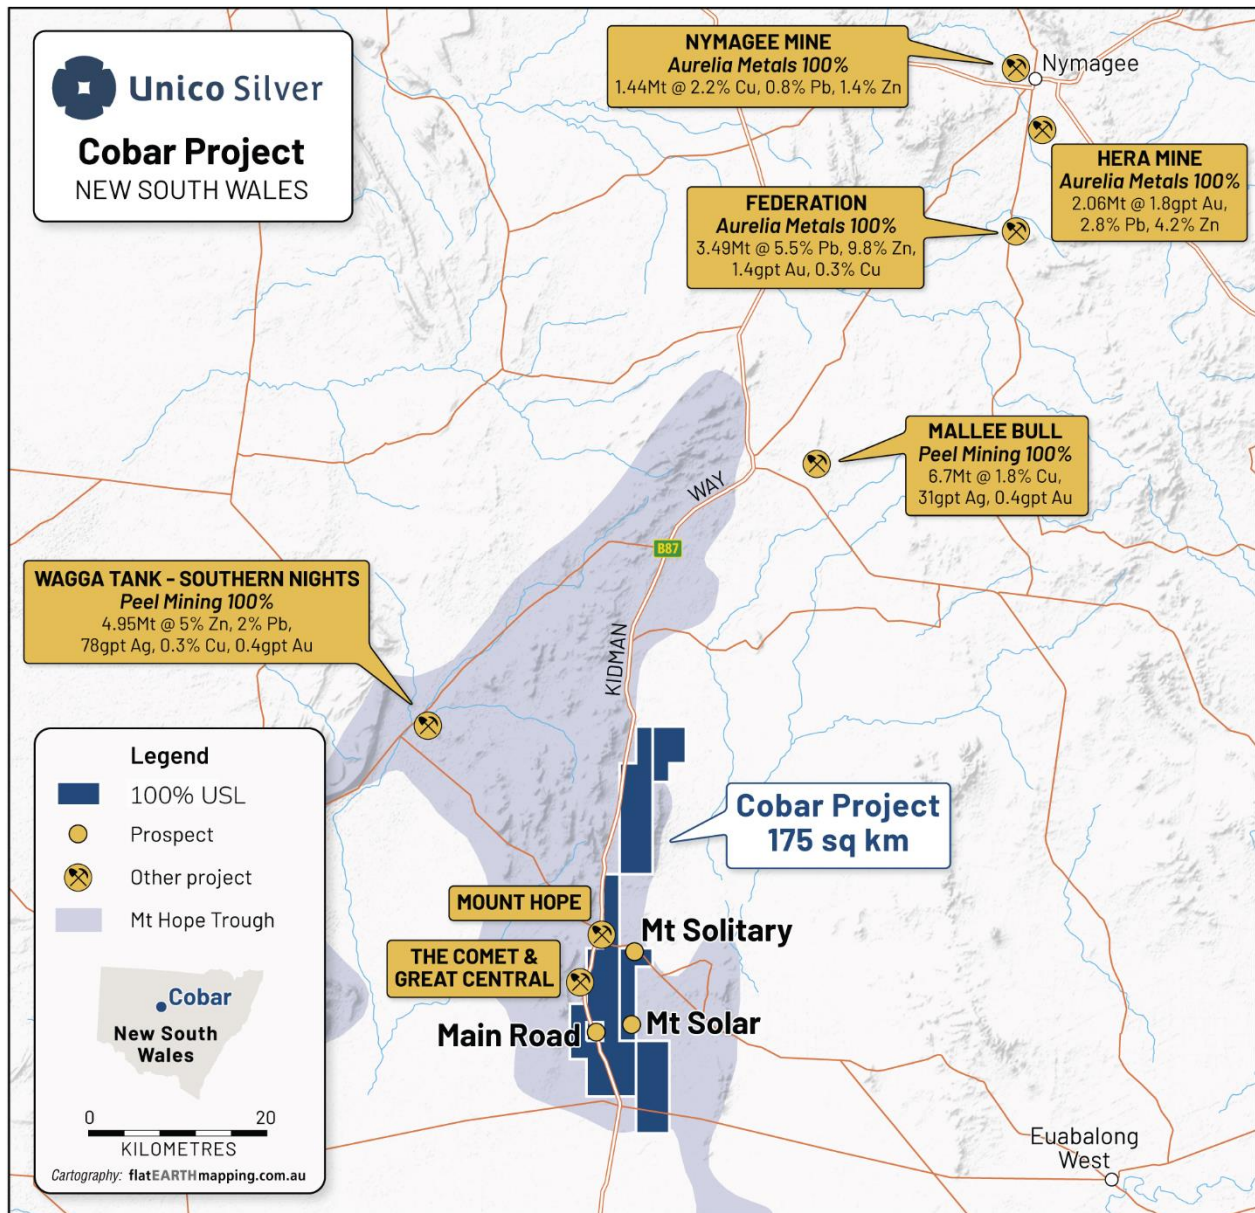 Unico Silver
Cobar Project
NEW SOUTH WALES
NYMAGEE MINE
Aurelia Metals 100%
1.44Mt @ 2.2% Cu, 0.8% Pb, 1.4% Zn
Nymagee
HERA MINE
Aurelia Metals 100%
2.06Mt @ 1.8gpt Au,
2.8% Pb, 4.2% Zn
FEDERATION
Aurelia Metals 100%
3.49Mt @ 5.5% Pb, 9.8% Zn,
1.4gpt Au, 0.3% Cu
MALLEE BULL
Peel Mining 100%
6.7Mt @ 1.8% Cu,
31gpt Ag, 0.4gpt Au
WAY
B87
KIDMAN
WAGGA TANK - SOUTHERN NIGHTS
Peel Mining 100%
4.95Mt @ 5% Zn, 2% Pb,
78gpt Ag, 0.3% Cu, 0.4gpt Au
Cobar Project
175 sq km
MOUNT HOPE
Mt Solitary
THE COMET &
GREAT CENTRAL
Main Road
Mt Solar
Euabalong
West
Legend
100% USL
Prospect
Other project
Mt Hope Trough
Cobar
New South
Wales
0
20
KILOMETRES
Cartography: flatEARTHmapping.com.au